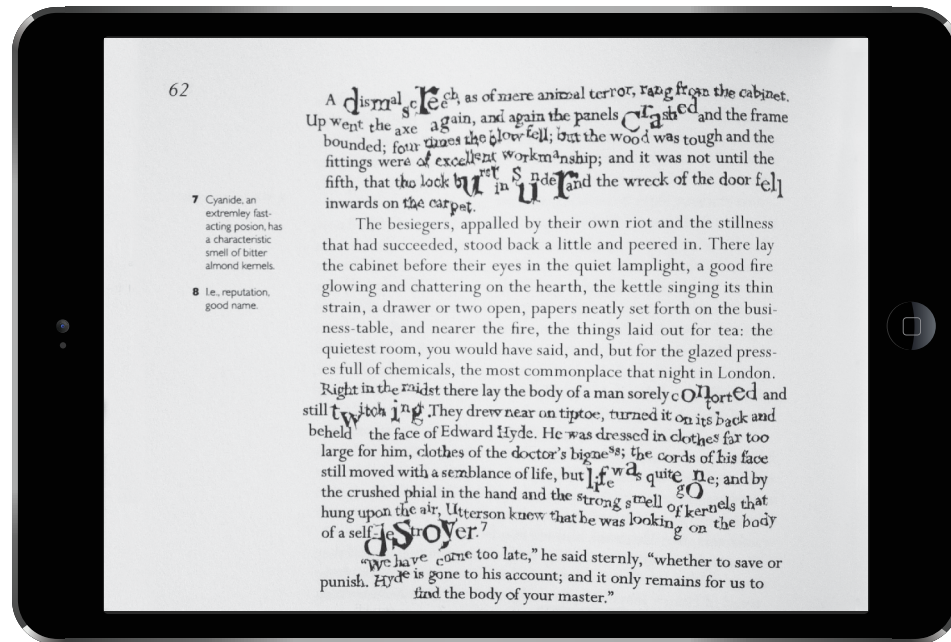 62
A dismal screech, as of mere animal terror, rang from the cabinet.
Up went the axe again, and again the panels crashed and the frame
bounded; four times the blow fell; but the wood was tough and the
fittings were of excellent workmanship; and it was not until the
fifth, that the lock burst in sunder and the wreck of the door fell
inwards on the carpet.
The besiegers, appalled by their own riot and the stillness
that had succeeded, stood back a little and peered in. There lay
the cabinet before their eyes in the quiet lamplight, a good fire
glowing and chattering on the hearth, the kettle singing its thin
strain, a drawer or two open, papers neatly set forth on the busi-
ness-table, and nearer the fire, the things laid out for tea: the
quietest room, you would have said, and, but for the glazed press-
es full of chemicals, the most commonplace that night in London.
Right in the midst there lay the body of a man sorely contorted and
still twitching. They drew near on tiptoe, turned it on its back and
beheld the face of Edward Hyde. He was dressed in clothes far too
large for him, clothes of the doctor's bigness; the cords of his face
still moved with a semblance of life, but life was quite gone; and by
the crushed phial in the hand and the strong smell of kernels that
hung upon the air, Utterson knew that he was looking on the body
of a self-destroyer.7
"We have come too late," he said sternly, "whether to save or
punish. Hyde is gone to his account; and it only remains for us to
find the body of your master."
7 Cyanide, an
extremley fast-
acting posion, has
a characteristic
smell of bitter
almond kernels.
8 I.e., reputation,
good name.